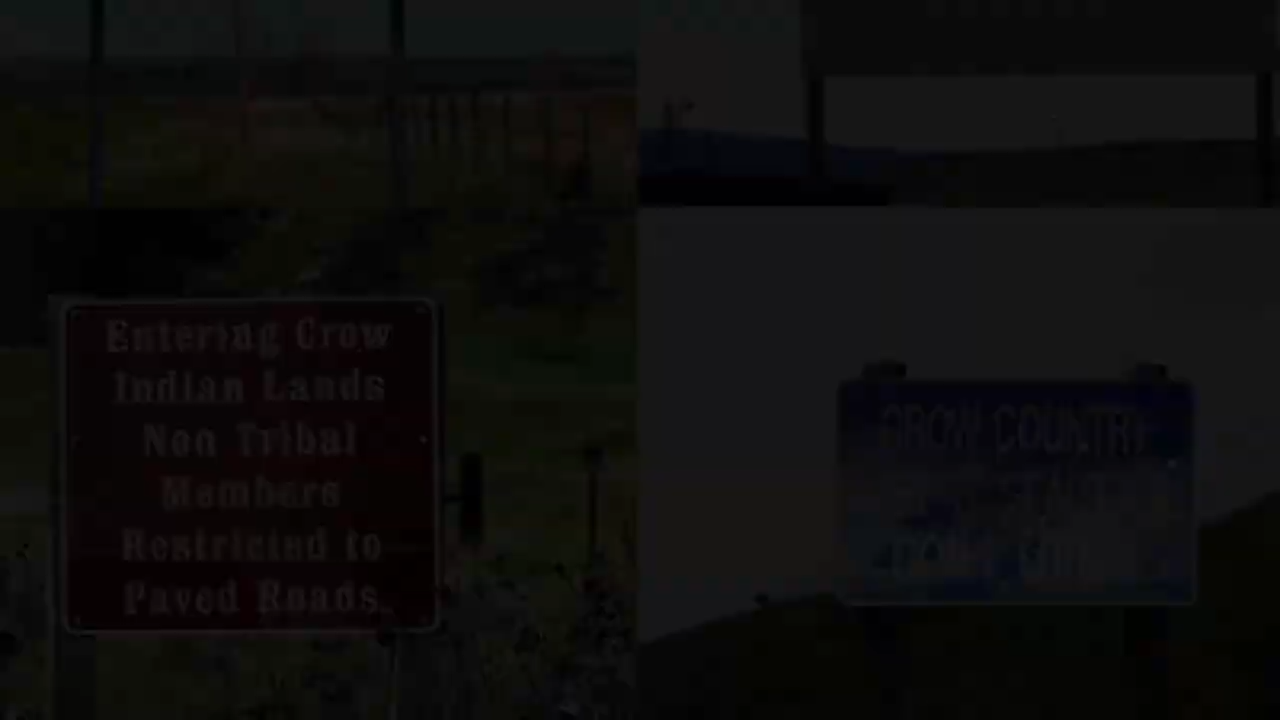 Entering Crow
Indian Lands
Non Tribal
Members
Restricted to
Paved Roads
CROW COUNTRY